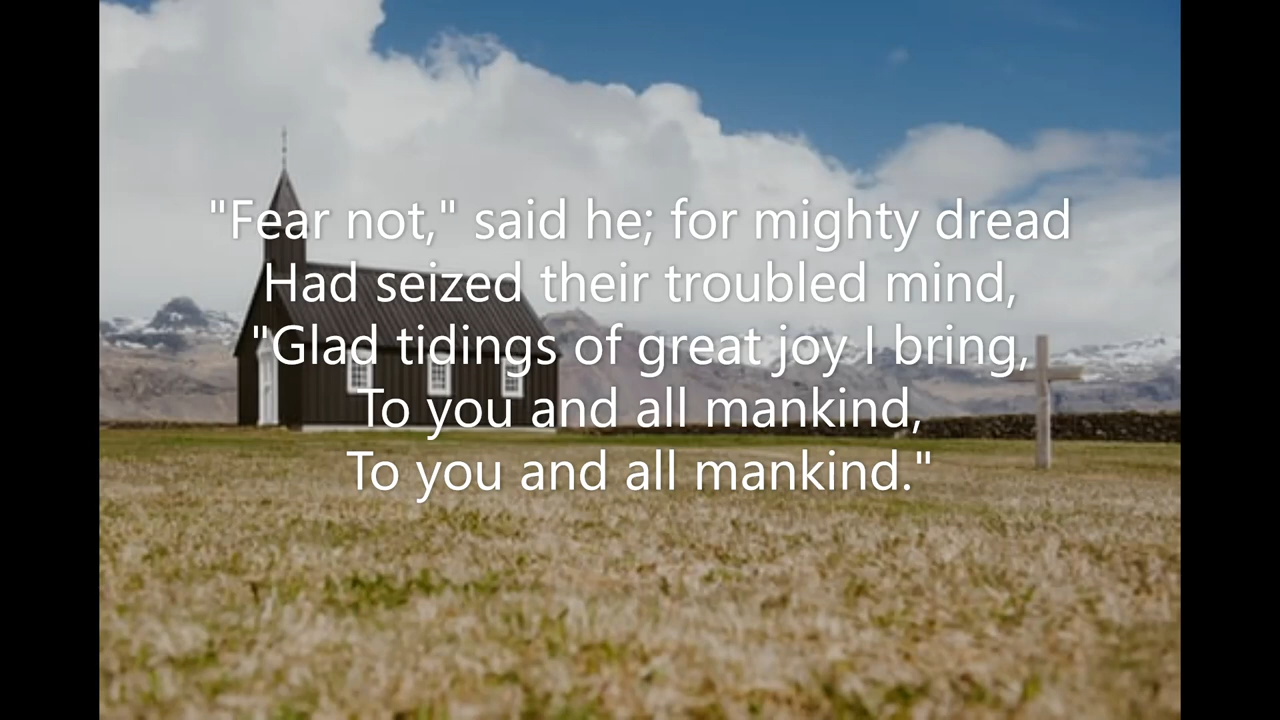 "Fear not," said he; for mighty dread
Had seized their troubled mind,
"Glad tidings of great joy I bring,
To you and all mankind,
To you and all mankind."